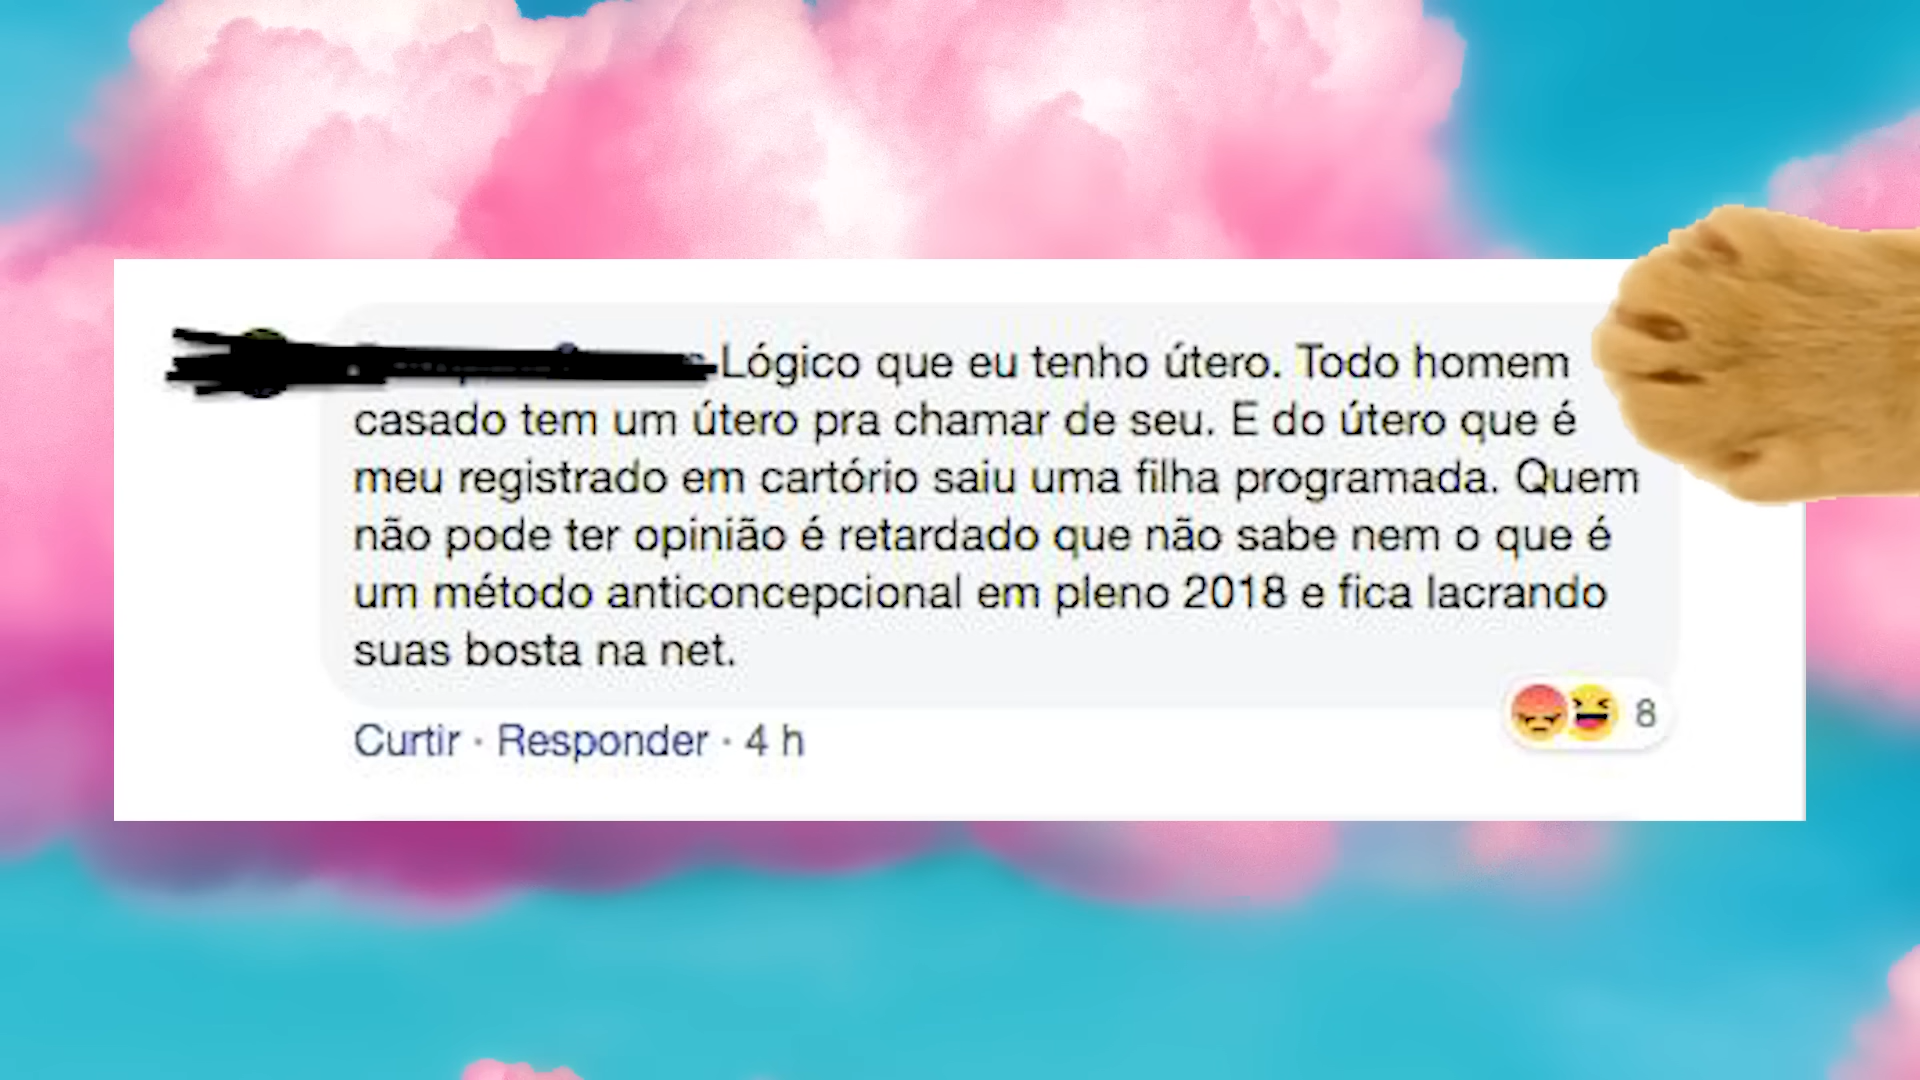 Lógico que eu tenho útero. Todo homem
casado tem um útero pra chamar de seu. E do útero que é
meu registrado em cartório saiu uma filha programada. Quem
não pode ter opinião é retardado que não sabe nem o que é
um método anticoncepcional em pleno 2018 e fica lacrando
suas bosta na net.
Curtir · Responder · 4 h
8